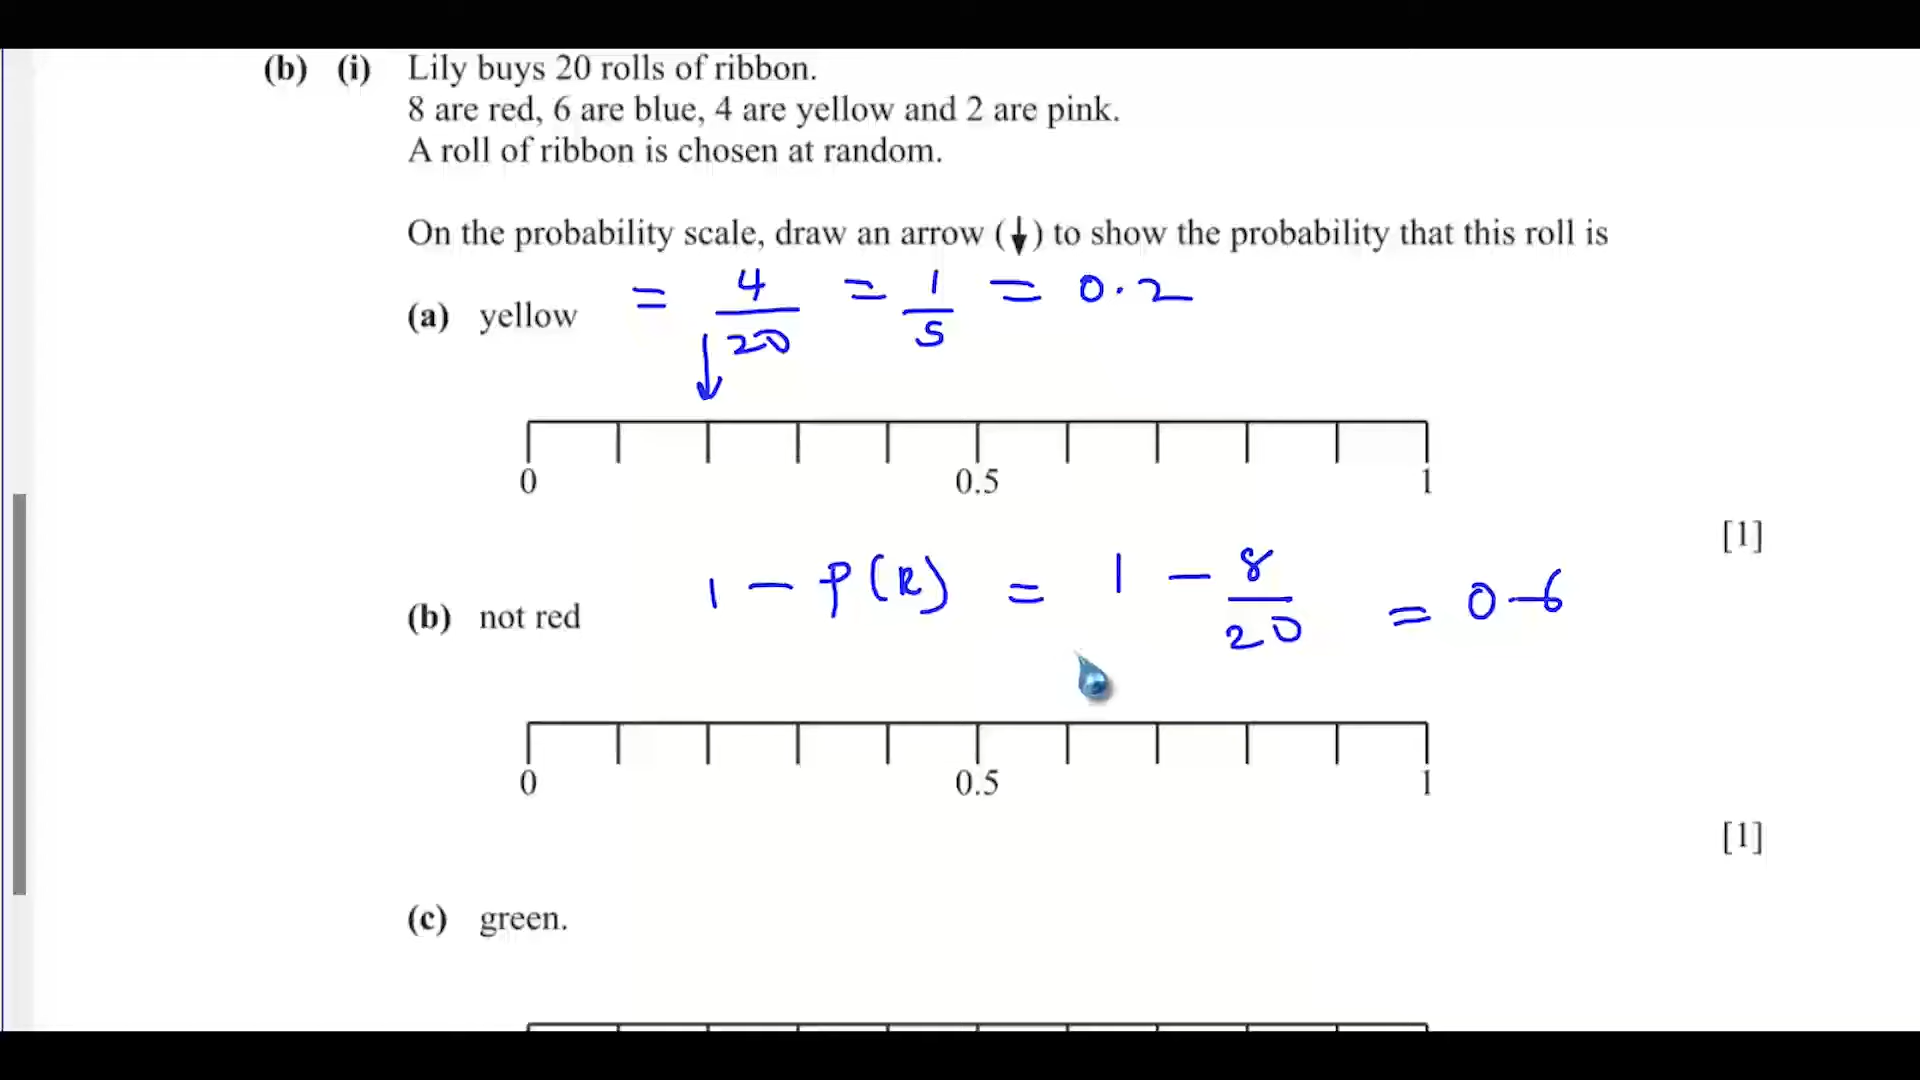 (b) (i) Lily buys 20 rolls of ribbon.
8 are red, 6 are blue, 4 are yellow and 2 are pink.
A roll of ribbon is chosen at random.
On the probability scale, draw an arrow (↓) to show the probability that this roll is
(a) yellow = 4/20 = 1/5 = 0.2
0 0.5 1
[1]
(b) not red 1 - P(R) = 1 - 8/20 = 0.6
0 0.5 1
[1]
(c) green.